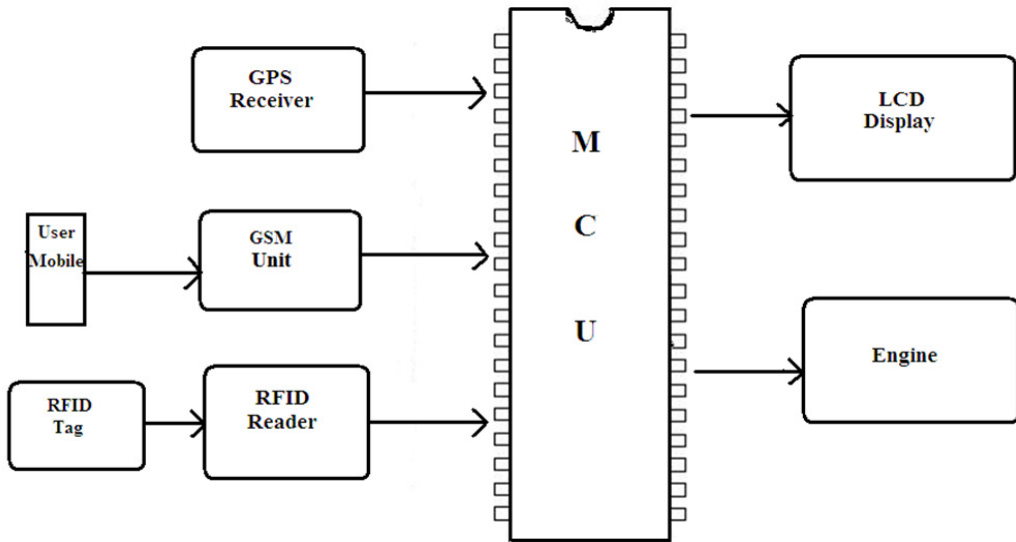 GPS
Receiver
User
Mobile
GSM
Unit
RFID
Tag
RFID
Reader
M
C
U
LCD
Display
Engine